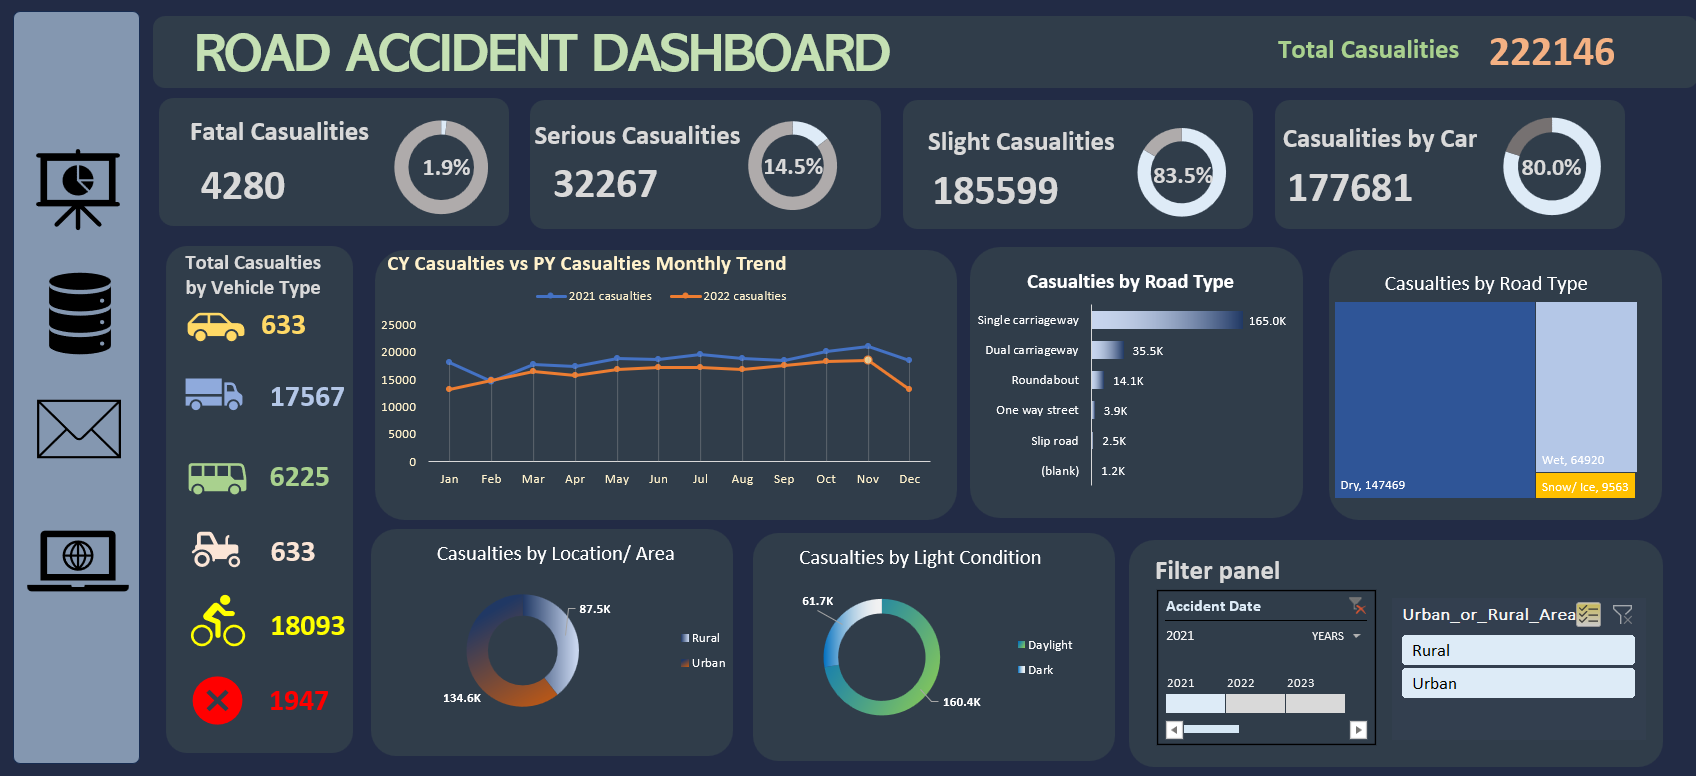 ROAD ACCIDENT DASHBOARD
Total Casualities 222146
Fatal Casualities
4280
1.9%
Serious Casualities
32267
14.5%
Slight Casualities
185599
83.5%
Casualities by Car
177681
80.0%
Total Casualties
by Vehicle Type
633
17567
6225
633
18093
1947
CY Casualties vs PY Casualties Monthly Trend
2021 casualties 2022 casualties
25000
20000
15000
10000
5000
0
Jan Feb Mar Apr May Jun Jul Aug Sep Oct Nov Dec
Casualties by Road Type
Single carriageway 165.0K
Dual carriageway 35.5K
Roundabout 14.1K
One way street 3.9K
Slip road 2.5K
(blank) 1.2K
Casualties by Road Type
Dry, 147469
Wet, 64920
Snow/ Ice, 9563
Casualties by Location/ Area
87.5K
134.6K
Rural
Urban
Casualties by Light Condition
61.7K
160.4K
Daylight
Dark
Filter panel
Accident Date
2021 YEARS
2021 2022 2023
Urban_or_Rural_Area
Rural
Urban